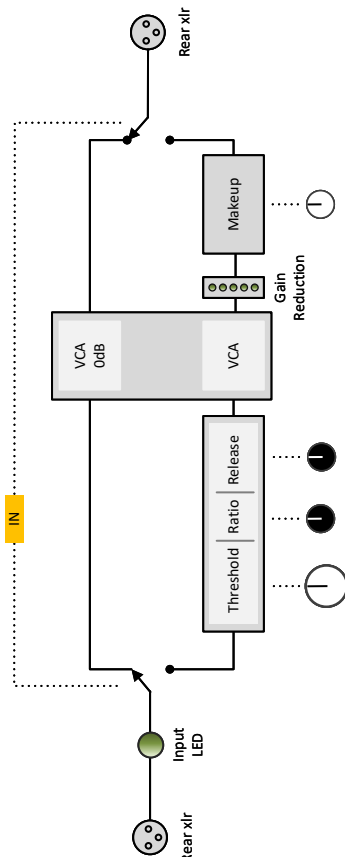 IN
Rear xlr
Input
LED
Threshold
Ratio
Release
VCA
0dB
VCA
Gain
Reduction
Makeup
Rear xlr